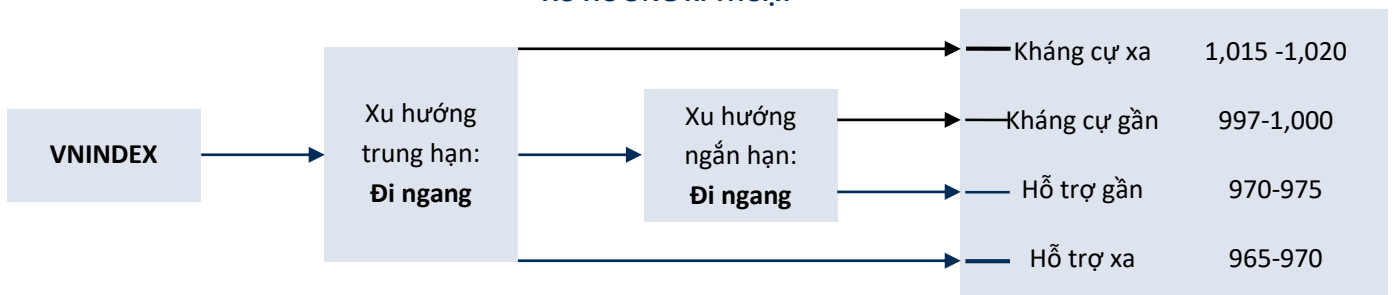 VNINDEX
Xu hướng
trung hạn:
Đi ngang
Xu hướng
ngắn hạn:
Đi ngang
Kháng cự xa 1,015 -1,020
Kháng cự gần 997-1,000
Hỗ trợ gần 970-975
Hỗ trợ xa 965-970